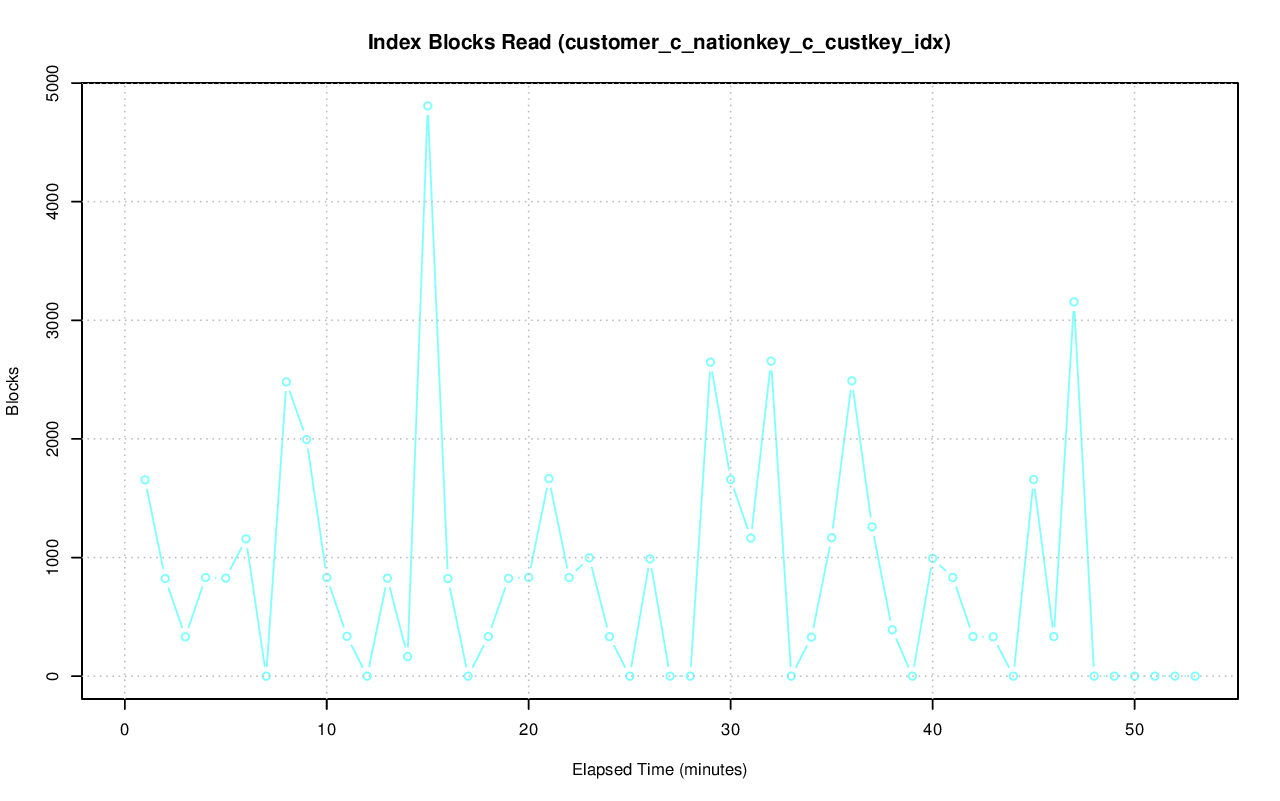 Index Blocks Read (customer_c_nationkey_c_custkey_idx)
5000
4000
3000
2000
1000
0
Blocks
0 10 20 30 40 50
Elapsed Time (minutes)